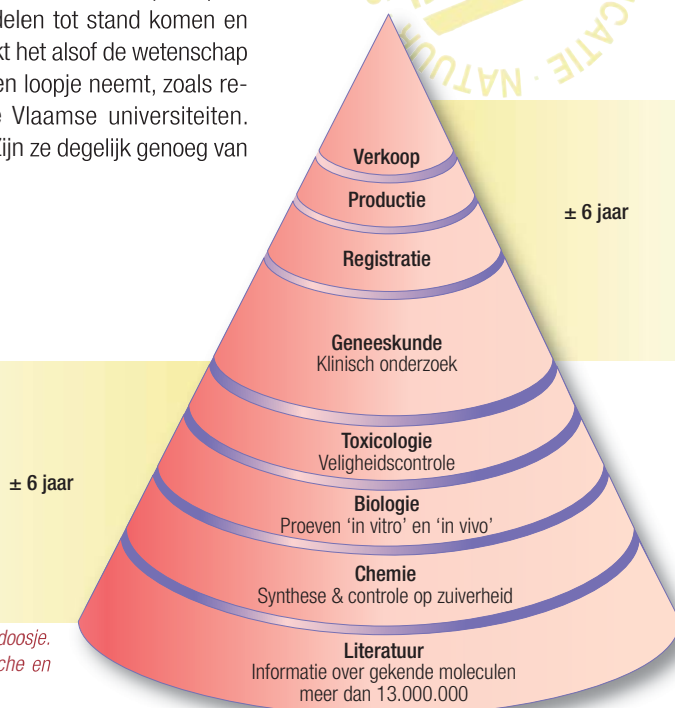 delen tot stand komen en
kt het alsof de wetenschap
en loopje neemt, zoals re-
Vlaamse universiteiten.
Zijn ze degelijk genoeg van
CATIE · NATUUR
Verkoop
Productie
± 6 jaar
Registratie
Geneeskunde
Klinisch onderzoek
Toxicologie
Veligheidscontrole
± 6 jaar
Biologie
Proeven ‘in vitro’ en ‘in vivo’
Chemie
Synthese & controle op zuiverheid
doosje.
che en
Literatuur
Informatie over gekende moleculen
meer dan 13.000.000